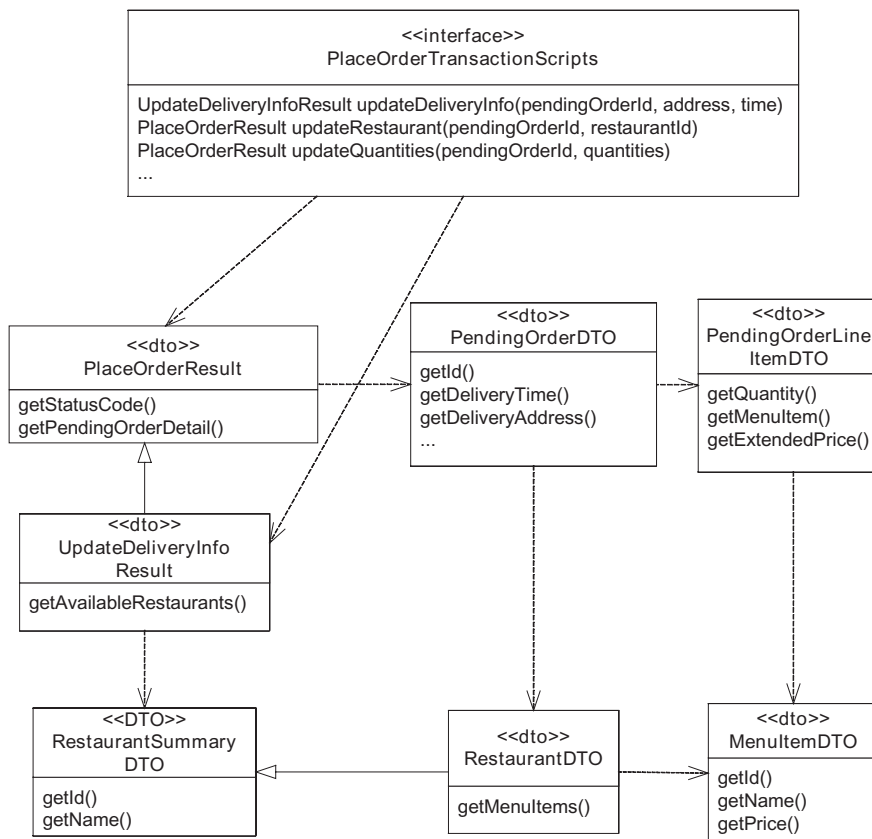 <<interface>>
PlaceOrderTransactionScripts
UpdateDeliveryInfoResult updateDeliveryInfo(pendingOrderId, address, time)
PlaceOrderResult updateRestaurant(pendingOrderId, restaurantId)
PlaceOrderResult updateQuantities(pendingOrderId, quantities)
...
<<dto>>
PlaceOrderResult
getStatusCode()
getPendingOrderDetail()
<<dto>>
PendingOrderDTO
getId()
getDeliveryTime()
getDeliveryAddress()
...
<<dto>>
PendingOrderLine
ItemDTO
getQuantity()
getMenuItem()
getExtendedPrice()
<<dto>>
UpdateDeliveryInfo
Result
getAvailableRestaurants()
<<DTO>>
RestaurantSummary
DTO
getId()
getName()
<<dto>>
RestaurantDTO
getMenuItems()
<<dto>>
MenuItemDTO
getId()
getName()
getPrice()